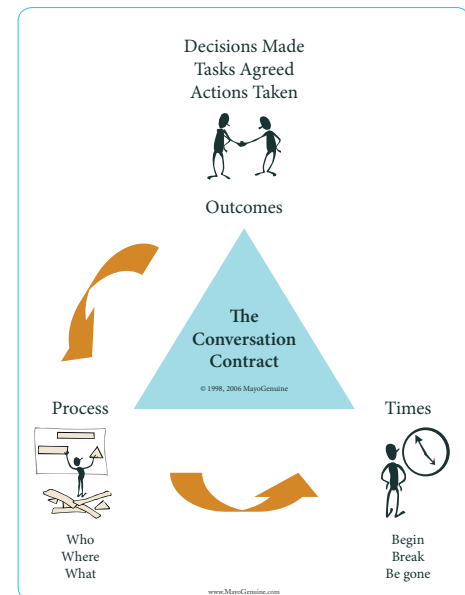 Decisions Made
Tasks Agreed
Actions Taken
Outcomes
The
Conversation
Contract
© 1998, 2006 MayoGenuine
Process
Times
Who
Where
What
Begin
Break
Be gone
www.MayoGenuine.com